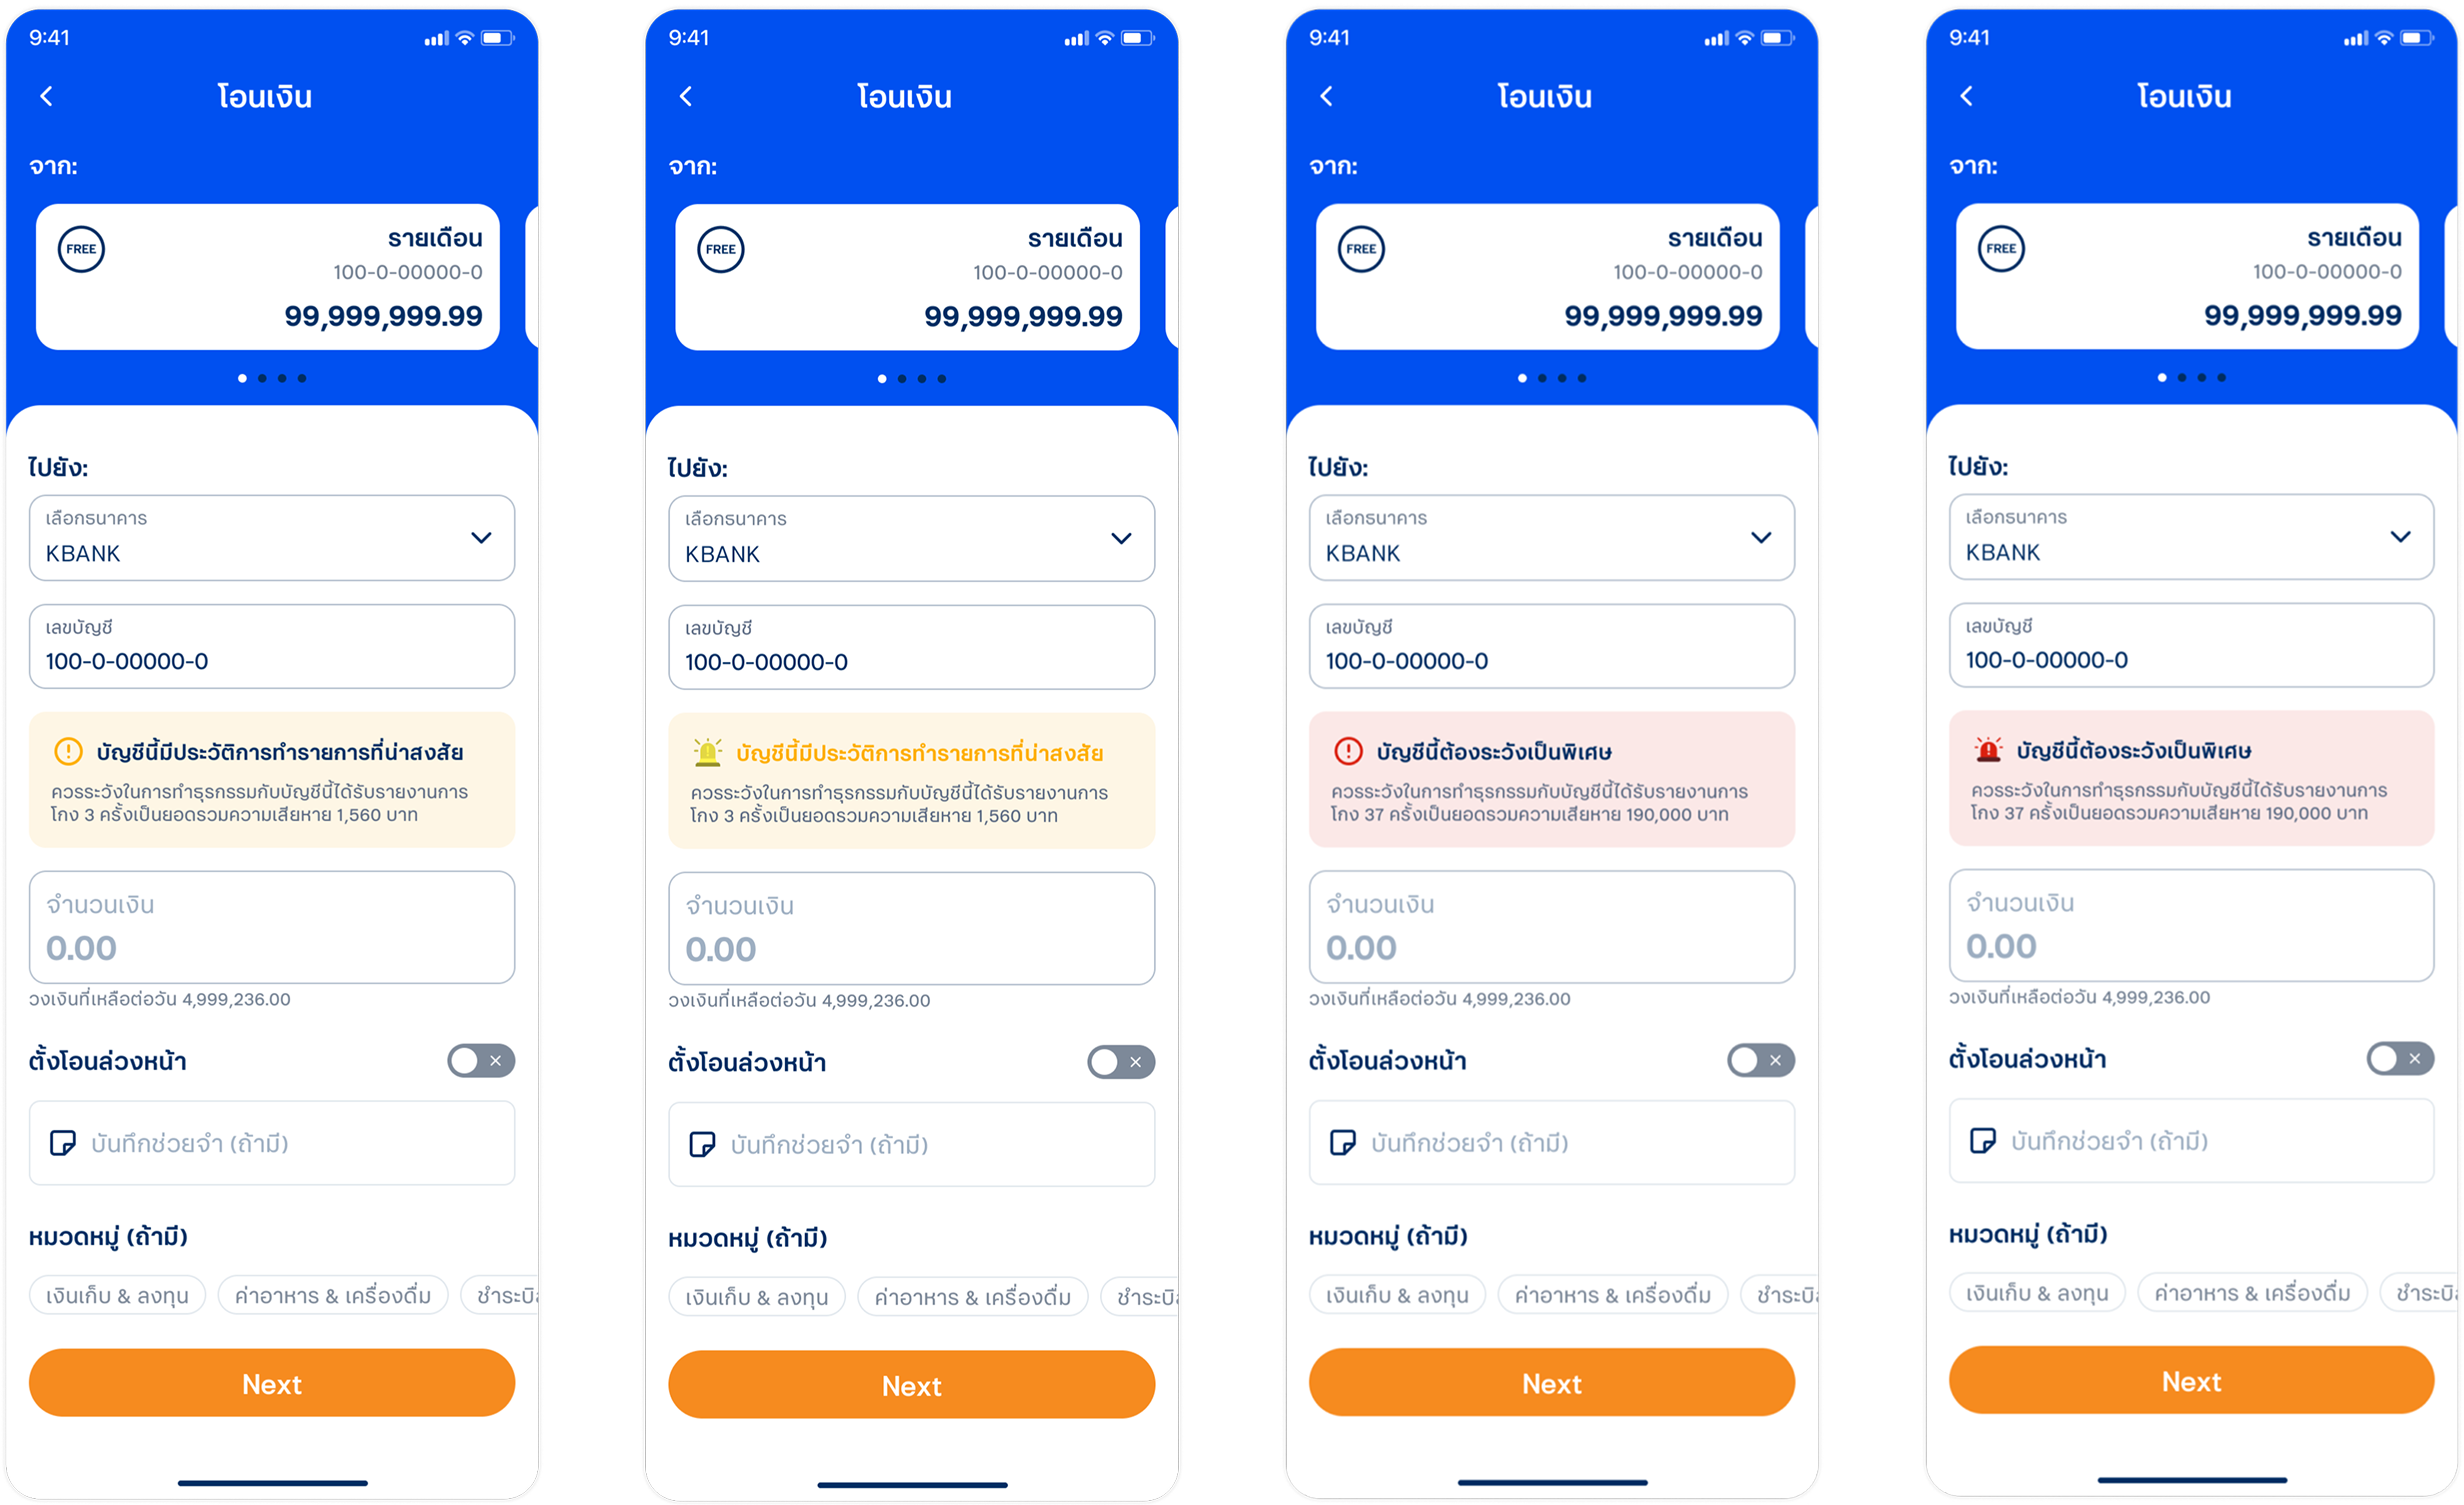 9:41
โอนเงิน
จาก:
FREE
รายเดือน
100-0-00000-0
99,999,999.99
ไปยัง:
เลือกธนาคาร
KBANK
เลขบัญชี
100-0-00000-0
บัญชีนี้มีประวัติการทำรายการที่น่าสงสัย
ควรระวังในการทำธุรกรรมกับบัญชีนี้ได้รับรายงานการ
โกง 3 ครั้งเป็นยอดรวมความเสียหาย 1,560 บาท
จำนวนเงิน
0.00
วงเงินที่เหลือต่อวัน 4,999,236.00
ตั้งโอนล่วงหน้า
บันทึกช่วยจำ (ถ้ามี)
หมวดหมู่ (ถ้ามี)
เงินเก็บ & ลงทุน
ค่าอาหาร & เครื่องดื่ม
ชำระบิ
Next
9:41
โอนเงิน
จาก:
FREE
รายเดือน
100-0-00000-0
99,999,999.99
ไปยัง:
เลือกธนาคาร
KBANK
เลขบัญชี
100-0-00000-0
บัญชีนี้มีประวัติการทำรายการที่น่าสงสัย
ควรระวังในการทำธุรกรรมกับบัญชีนี้ได้รับรายงานการ
โกง 3 ครั้งเป็นยอดรวมความเสียหาย 1,560 บาท
จำนวนเงิน
0.00
วงเงินที่เหลือต่อวัน 4,999,236.00
ตั้งโอนล่วงหน้า
บันทึกช่วยจำ (ถ้ามี)
หมวดหมู่ (ถ้ามี)
เงินเก็บ & ลงทุน
ค่าอาหาร & เครื่องดื่ม
ชำระบิ
Next
9:41
โอนเงิน
จาก:
FREE
รายเดือน
100-0-00000-0
99,999,999.99
ไปยัง:
เลือกธนาคาร
KBANK
เลขบัญชี
100-0-00000-0
บัญชีนี้ต้องระวังเป็นพิเศษ
ควรระวังในการทำธุรกรรมกับบัญชีนี้ได้รับรายงานการ
โกง 37 ครั้งเป็นยอดรวมความเสียหาย 190,000 บาท
จำนวนเงิน
0.00
วงเงินที่เหลือต่อวัน 4,999,236.00
ตั้งโอนล่วงหน้า
บันทึกช่วยจำ (ถ้ามี)
หมวดหมู่ (ถ้ามี)
เงินเก็บ & ลงทุน
ค่าอาหาร & เครื่องดื่ม
ชำระบิ
Next
9:41
โอนเงิน
จาก:
FREE
รายเดือน
100-0-00000-0
99,999,999.99
ไปยัง:
เลือกธนาคาร
KBANK
เลขบัญชี
100-0-00000-0
บัญชีนี้ต้องระวังเป็นพิเศษ
ควรระวังในการทำธุรกรรมกับบัญชีนี้ได้รับรายงานการ
โกง 37 ครั้งเป็นยอดรวมความเสียหาย 190,000 บาท
จำนวนเงิน
0.00
วงเงินที่เหลือต่อวัน 4,999,236.00
ตั้งโอนล่วงหน้า
บันทึกช่วยจำ (ถ้ามี)
หมวดหมู่ (ถ้ามี)
เงินเก็บ & ลงทุน
ค่าอาหาร & เครื่องดื่ม
ชำระบิ
Next